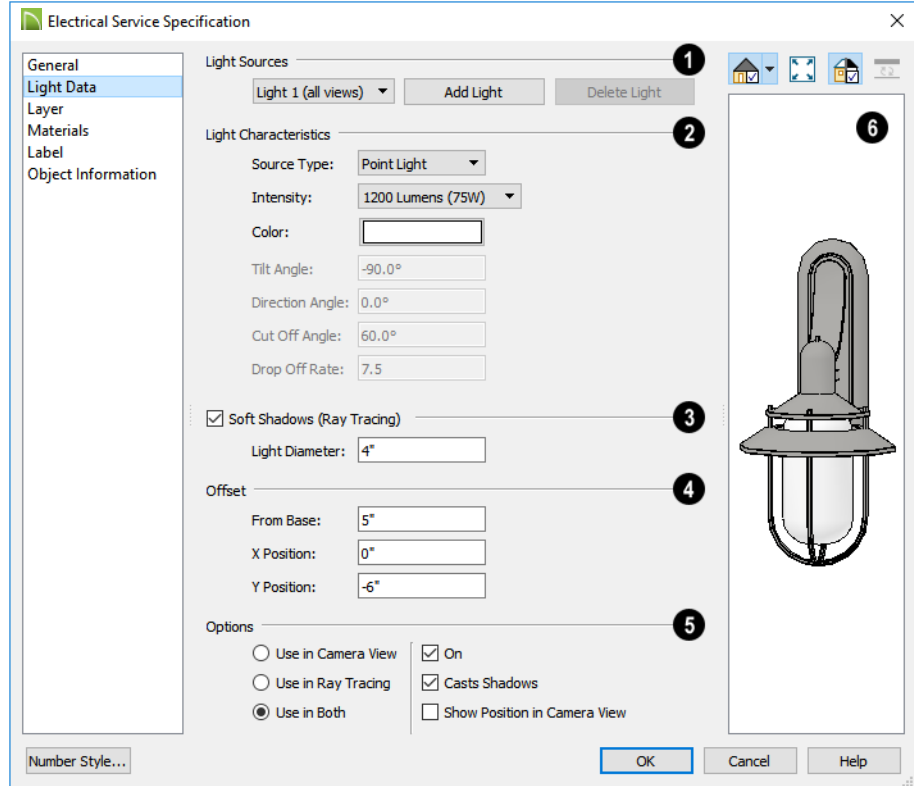 Electrical Service Specification
General
Light Data
Layer
Materials
Label
Object Information
Light Sources
1
Light 1 (all views)
Add Light
Delete Light
Light Characteristics
2
Source Type: Point Light
Intensity: 1200 Lumens (75W)
Color:
Tilt Angle: -90.0°
Direction Angle: 0.0°
Cut Off Angle: 60.0°
Drop Off Rate: 7.5
Soft Shadows (Ray Tracing)
3
Light Diameter: 4"
Offset
4
From Base: 5"
X Position: 0"
Y Position: -6"
Options
5
Use in Camera View
On
Use in Ray Tracing
Casts Shadows
Use in Both
Show Position in Camera View
6
Number Style...
OK
Cancel
Help